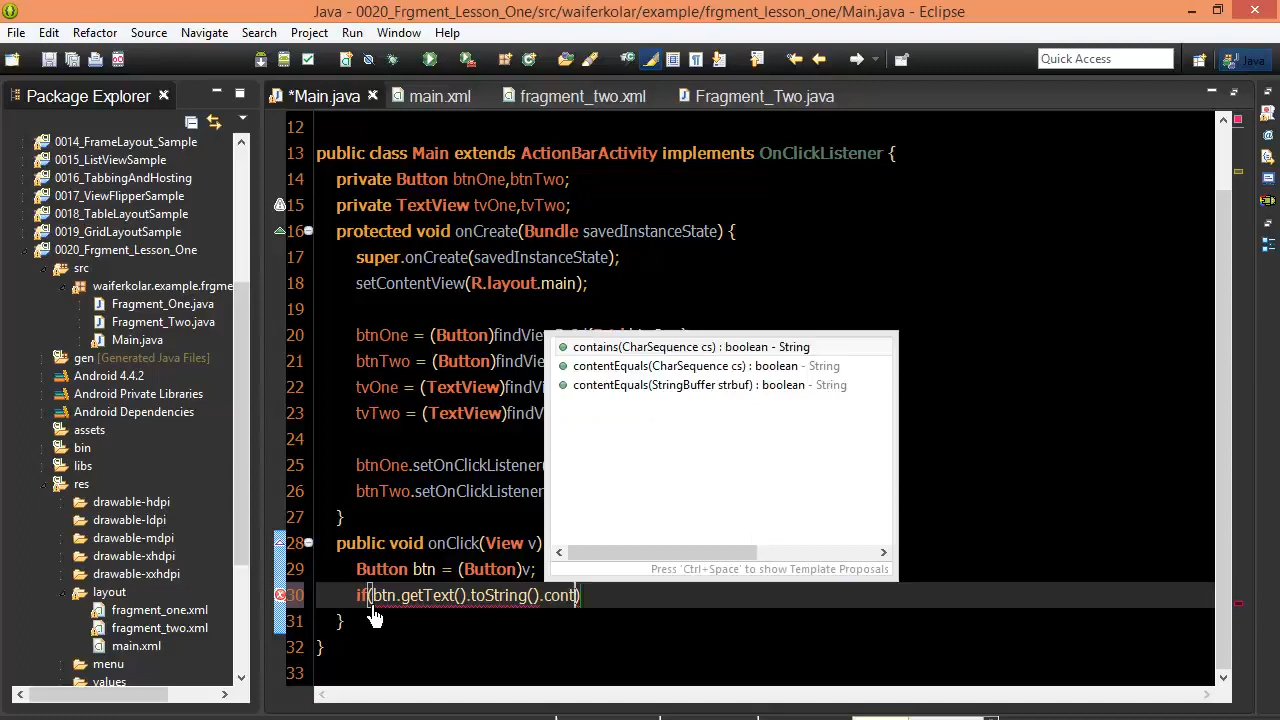 Java - 0020_Frgment_Lesson_One/src/waiferkolar/example/frgment_lesson_one/Main.java - Eclipse
File Edit Refactor Source Navigate Search Project Run Window Help
Quick Access
Java
Package Explorer
*Main.java
main.xml
fragment_two.xml
Fragment_Two.java
0014_FrameLayout_Sample
0015_ListViewSample
0016_TabbingAndHosting
0017_ViewFlipperSample
0018_TableLayoutSample
0019_GridLayoutSample
0020_Frgment_Lesson_One
src
waiferkolar.example.frgme
Fragment_One.java
Fragment_Two.java
Main.java
gen [Generated Java Files]
Android 4.4.2
Android Private Libraries
Android Dependencies
assets
bin
libs
res
drawable-hdpi
drawable-ldpi
drawable-mdpi
drawable-xhdpi
drawable-xxhdpi
layout
fragment_one.xml
fragment_two.xml
main.xml
menu
values
12
13 public class Main extends ActionBarActivity implements OnClickListener {
14 private Button btnOne,btnTwo;
15 private TextView tvOne,tvTwo;
16 protected void onCreate(Bundle savedInstanceState) {
17 super.onCreate(savedInstanceState);
18 setContentView(R.layout.main);
19
20 btnOne = (Button)findView
21 btnTwo = (Button)findVie
22 tvOne = (TextView)findVi
23 tvTwo = (TextView)findV
24
25 btnOne.setOnClickListener(
26 btnTwo.setOnClickListener
27 }
28 public void onClick(View v)
29 Button btn = (Button)v;
30 if(btn.getText().toString().cont)
31 }
32 }
33
contains(CharSequence cs) : boolean - String
contentEquals(CharSequence cs) : boolean - String
contentEquals(StringBuffer strbuf) : boolean - String
Press 'Ctrl+Space' to show Template Proposals